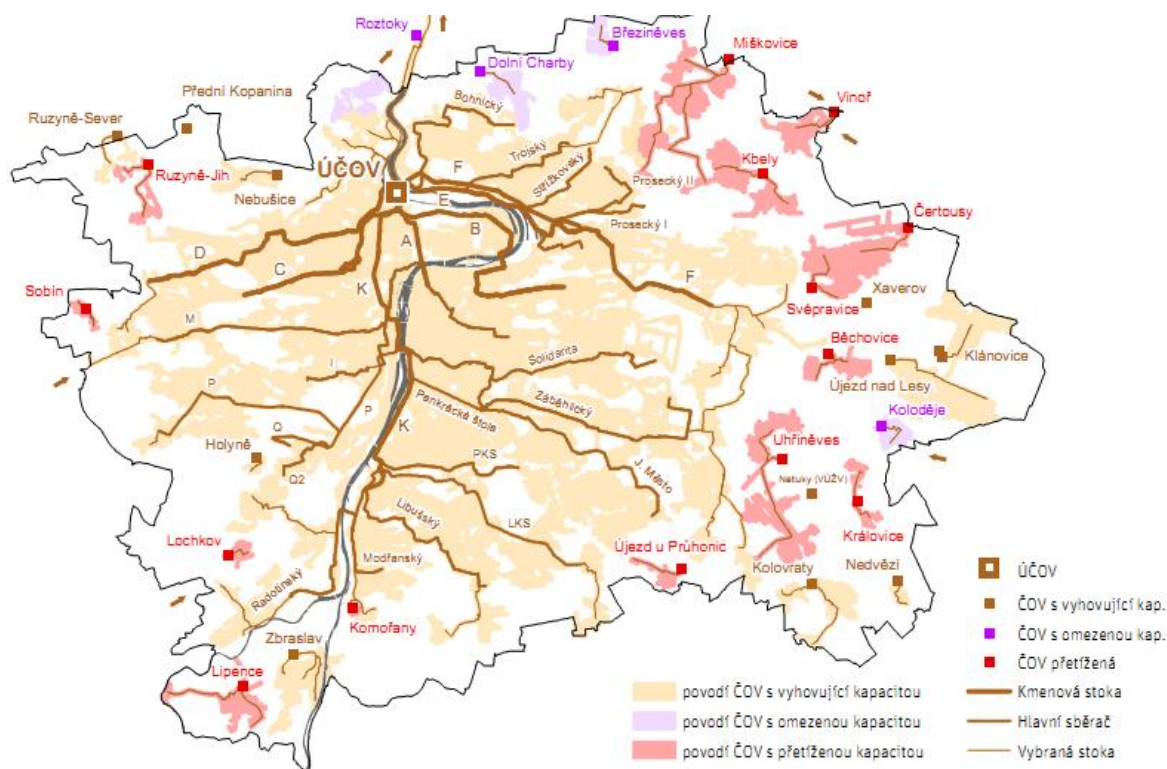 Roztoky
Březiněves
Miškovice
Dolní Charby
Přední Kopanina
Bohnický
Vinoř
Ruzyně-Sever
Trojský
F
Střížkovský
ÚČOV
Kbely
Ruzyně-Jih
Prosecký II
Nebušice
E
Prosecký I
Čertousy
A
B
D
C
F
K
Xaverov
Sobín
Svépravice
M
Běchovice
Klánovice
Solidarita
I
Újezd nad Lesy
P
Pankrácká štola
Záběhlický
P
Koloděje
Q
K
Holyně
PKS
Uhříněves
J. Město
Q2
Netuky (VÚŽV)
Libušský
LKS
Královice
Lochkov
Modřanský
Újezd u Průhonic
Kolovraty
Nedvězí
Radotínský
Komořany
Zbraslav
Lipence
ÚČOV
ČOV s vyhovující kap.
ČOV s omezenou kap.
ČOV přetížená
povodí ČOV s vyhovující kapacitou
Kmenová stoka
povodí ČOV s omezenou kapacitou
Hlavní sběrač
povodí ČOV s přetíženou kapacitou
Vybraná stoka